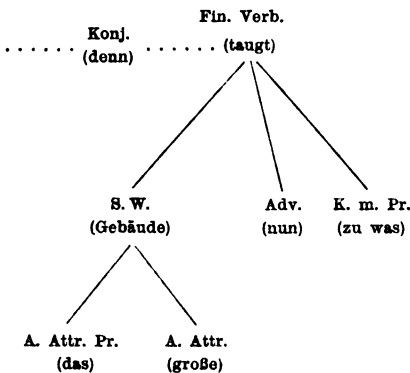 Fin. Verb.
Konj.
(denn)
(taugt)
S. W.
(Gebäude)
Adv.
(nun)
K. m. Pr.
(zu was)
A. Attr. Pr.
(das)
A. Attr.
(große)